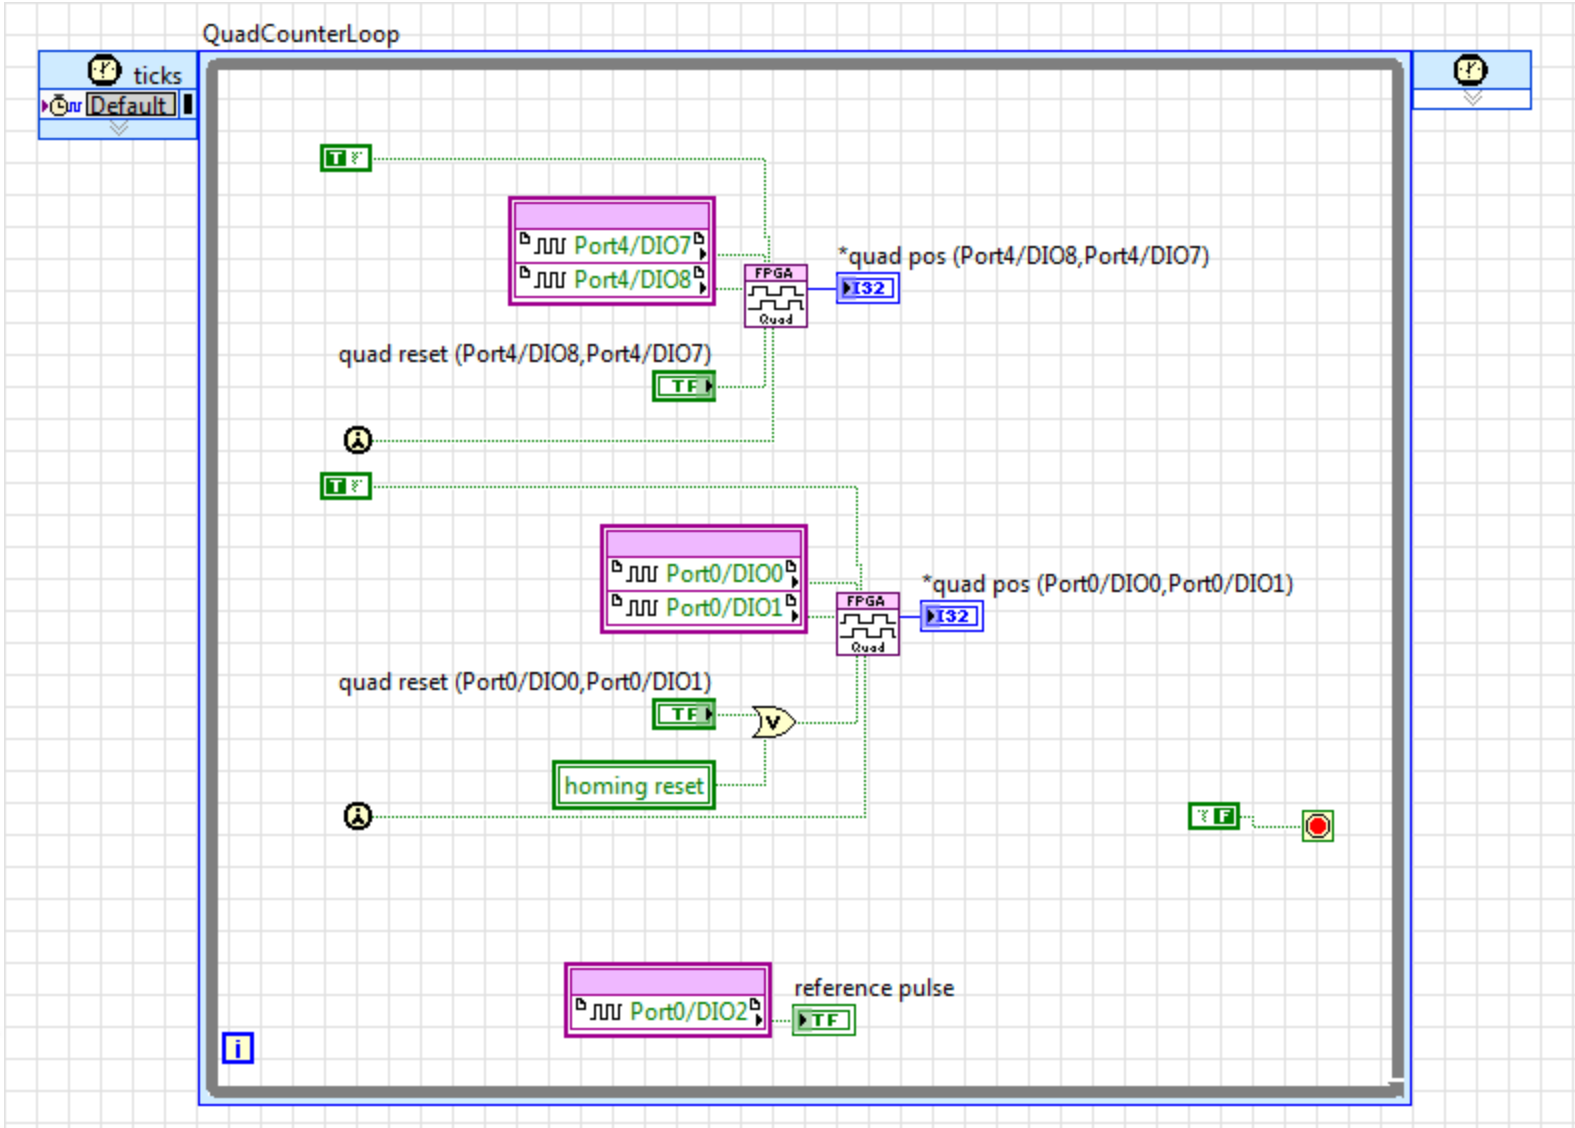 QuadCounterLoop
ticks
Default
T F
Port4/DIO7
Port4/DIO8
*quad pos (Port4/DIO8,Port4/DIO7)
FPGA
Quad
I32
quad reset (Port4/DIO8,Port4/DIO7)
TF
T F
Port0/DIO0
Port0/DIO1
*quad pos (Port0/DIO0,Port0/DIO1)
FPGA
Quad
I32
quad reset (Port0/DIO0,Port0/DIO1)
TF
V
homing reset
F
reference pulse
Port0/DIO2
TF
i